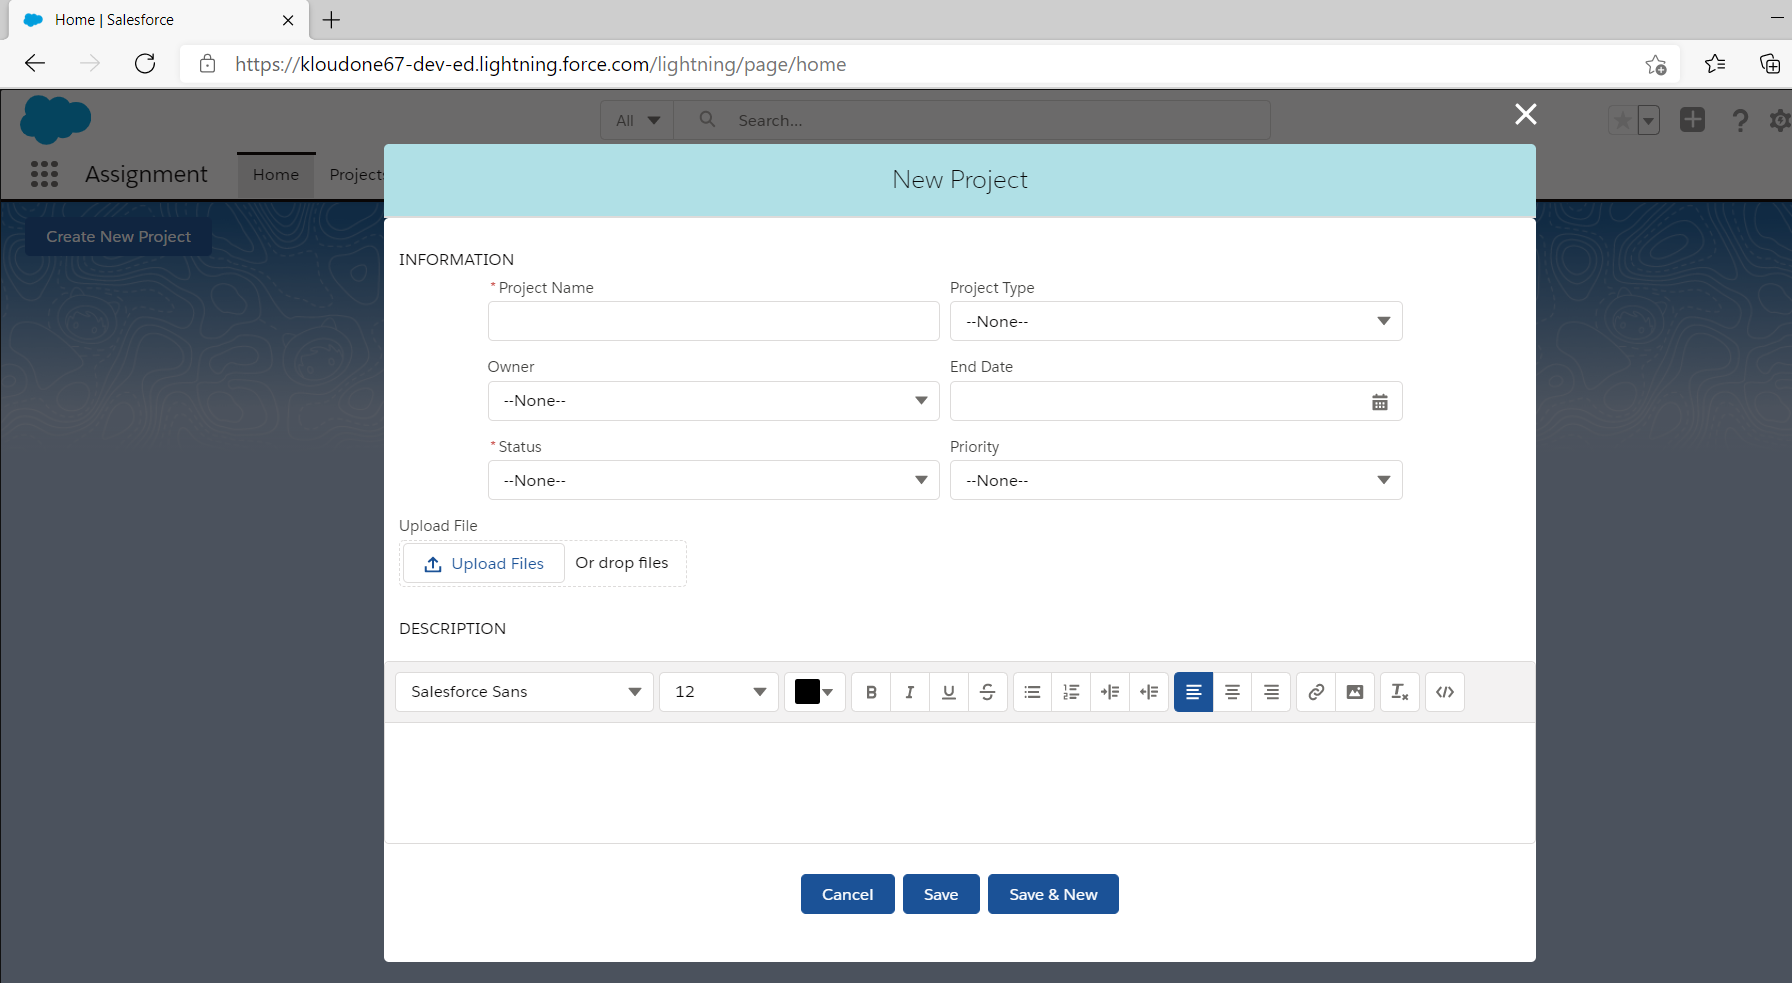 Home | Salesforce
https://kloudone67-dev-ed.lightning.force.com/lightning/page/home
All Search...
Assignment Home Projects
Create New Project
New Project
INFORMATION
* Project Name Project Type
--None--
Owner End Date
--None--
* Status Priority
--None-- --None--
Upload File
Upload Files Or drop files
DESCRIPTION
Salesforce Sans 12 B I U S
Cancel Save Save & New